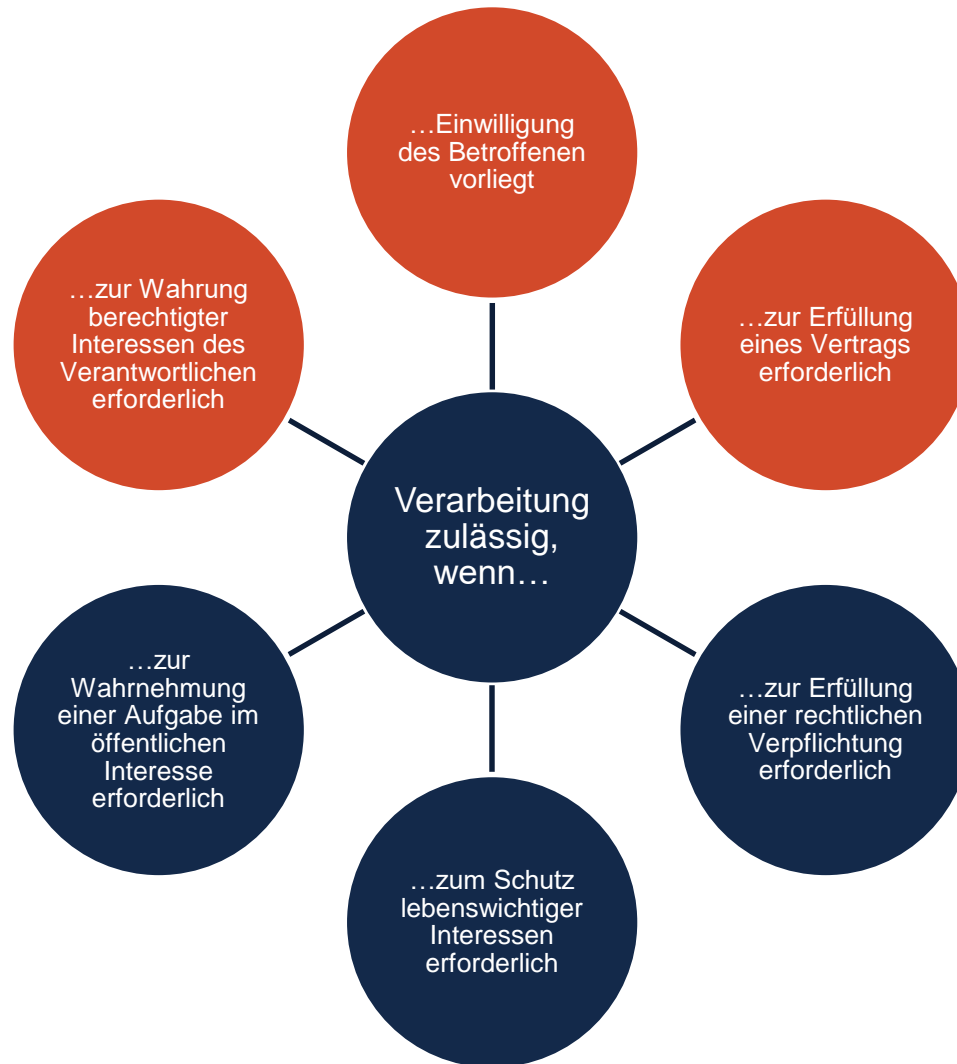 …Einwilligung
des Betroffenen
vorliegt
…zur Wahrung
berechtigter
Interessen des
Verantwortlichen
erforderlich
…zur Erfüllung
eines Vertrags
erforderlich
Verarbeitung
zulässig,
wenn…
…zur
Wahrnehmung
einer Aufgabe im
öffentlichen
Interesse
erforderlich
…zur Erfüllung
einer rechtlichen
Verpflichtung
erforderlich
…zum Schutz
lebenswichtiger
Interessen
erforderlich